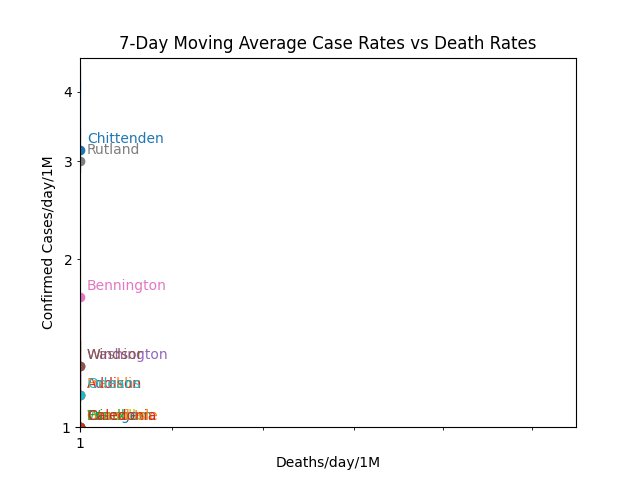 7-Day Moving Average Case Rates vs Death Rates
Confirmed Cases/day/1M
4
Chittenden
Rutland
3
2
Bennington
Windsor
Washington
Addison
1
1
Deaths/day/1M